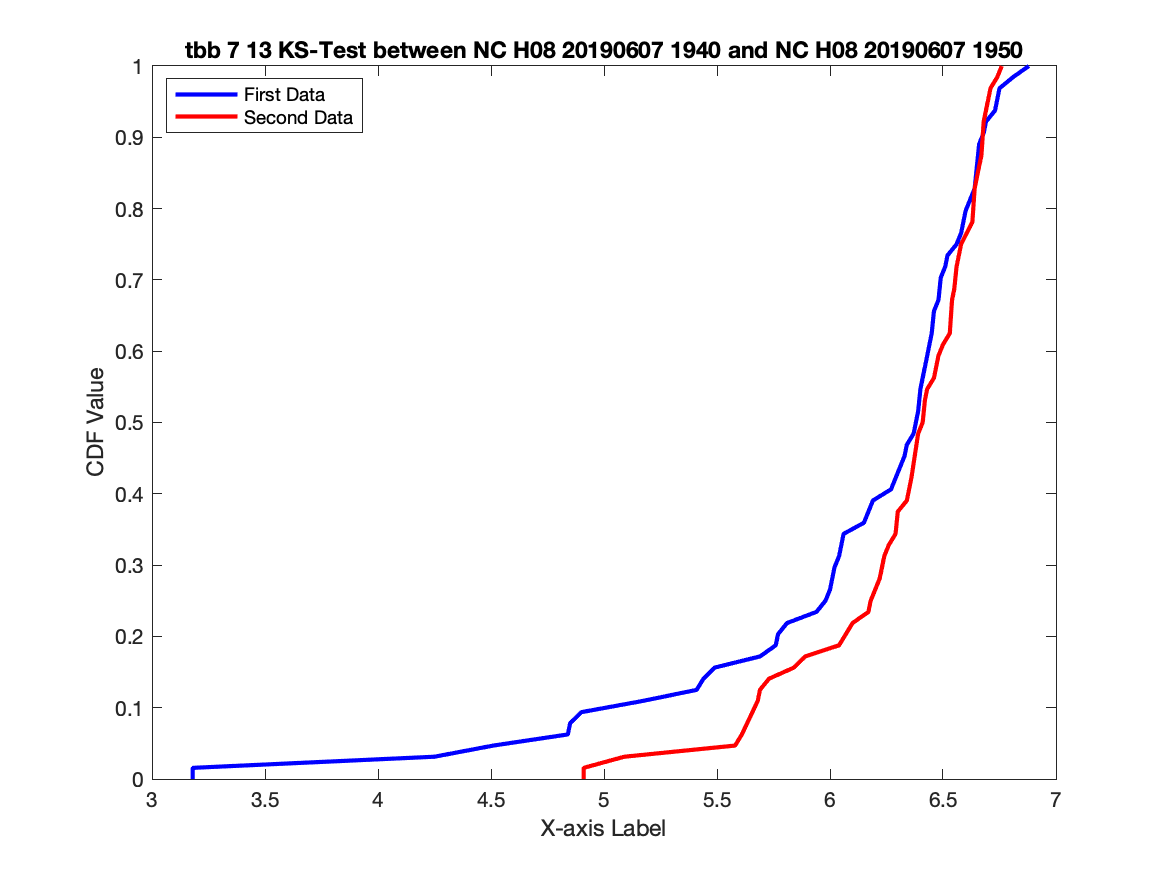 tbb 7 13 KS-Test between NC H08 20190607 1940 and NC H08 20190607 1950
First Data
Second Data
1
0.9
0.8
0.7
0.6
0.5
0.4
0.3
0.2
0.1
0
CDF Value
3 3.5 4 4.5 5 5.5 6 6.5 7
X-axis Label